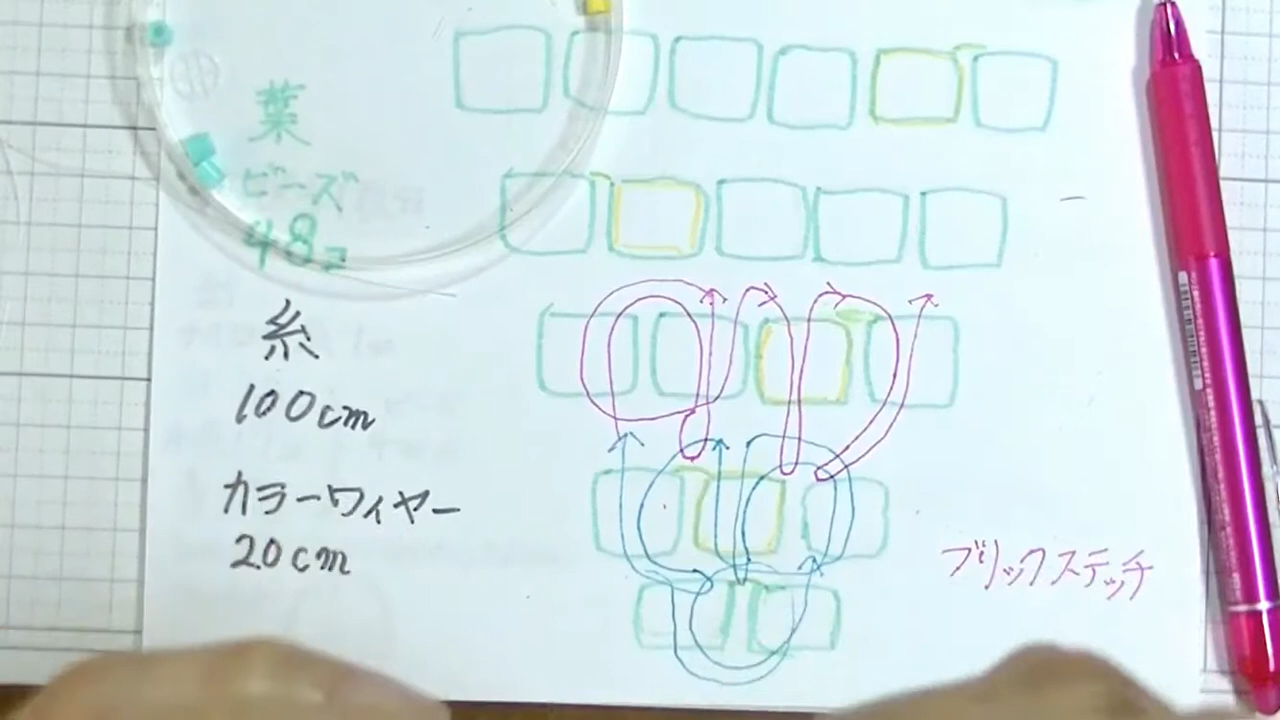 葉
ビーズ
48コ
糸
100cm
カラーワイヤー
20cm
ブリックステッチ